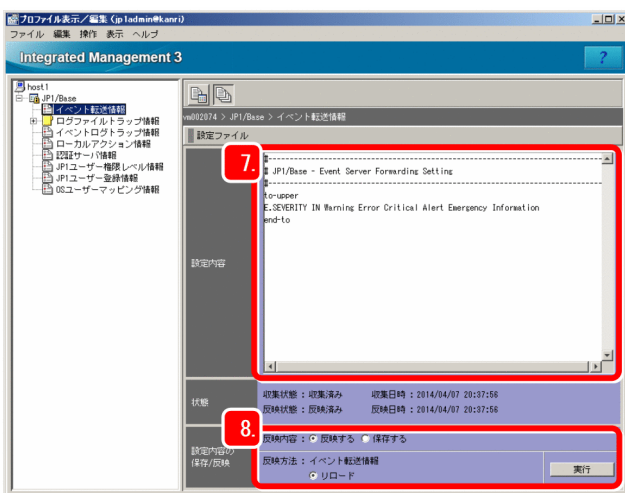 プロファイル表示／編集 (jp1admin@kanri)
ファイル 編集 操作 表示 ヘルプ
Integrated Management 3
?
host1
JP1/Base
イベント転送情報
ログファイルトラップ情報
イベントログトラップ情報
ローカルアクション情報
認証サーバ情報
JP1ユーザー権限レベル情報
JP1ユーザー登録情報
OSユーザーマッピング情報
vm002074 > JP1/Base > イベント転送情報
設定ファイル
7.
設定内容
#--------------------------------------------------------------
# JP1/Base - Event Server Forwarding Setting
#--------------------------------------------------------------
to-upper
E.SEVERITY IN Warning Error Critical Alert Emergency Information
end-to
状態
収集状態 : 収集済み 収集日時 : 2014/04/07 20:37:56
反映状態 : 反映済み 反映日時 : 2014/04/07 20:37:56
8.
設定内容の
保存/反映
反映内容 : 反映する 保存する
反映方法 : イベント転送情報
リロード
実行